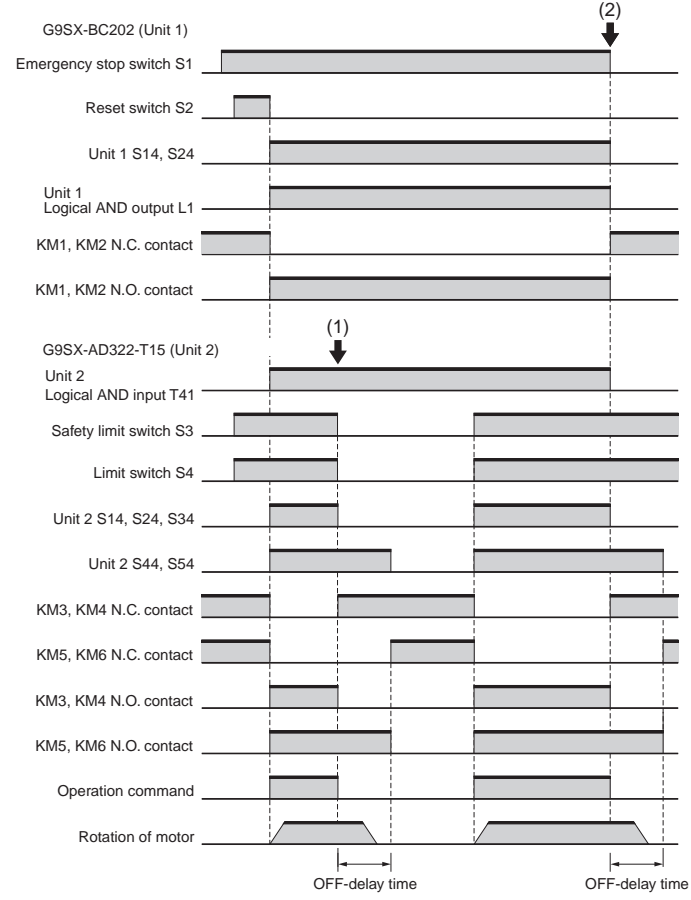 (2)
G9SX-BC202 (Unit 1)
Emergency stop switch S1
Reset switch S2
Unit 1 S14, S24
Unit 1
Logical AND output L1
KM1, KM2 N.C. contact
KM1, KM2 N.O. contact
(1)
G9SX-AD322-T15 (Unit 2)
Unit 2
Logical AND input T41
Safety limit switch S3
Limit switch S4
Unit 2 S14, S24, S34
Unit 2 S44, S54
KM3, KM4 N.C. contact
KM5, KM6 N.C. contact
KM3, KM4 N.O. contact
KM5, KM6 N.O. contact
Operation command
Rotation of motor
OFF-delay time
OFF-delay time